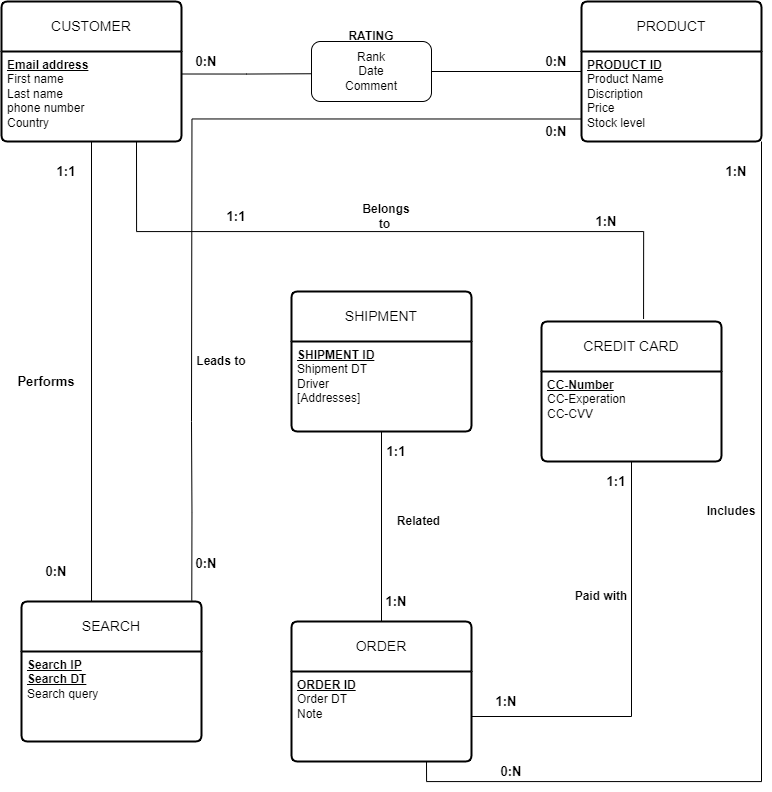 CUSTOMER
Email address
First name
Last name
phone number
Country
RATING
Rank
Date
Comment
PRODUCT
PRODUCT ID
Product Name
Discription
Price
Stock level
0:N
0:N
0:N
1:1
1:N
1:1
Belongs
to
1:N
SHIPMENT
SHIPMENT ID
Shipment DT
Driver
[Addresses]
CREDIT CARD
CC-Number
CC-Experation
CC-CVV
Performs
Leads to
1:1
1:1
Related
Includes
0:N
0:N
Paid with
1:N
SEARCH
Search IP
Search DT
Search query
ORDER
ORDER ID
Order DT
Note
1:N
0:N